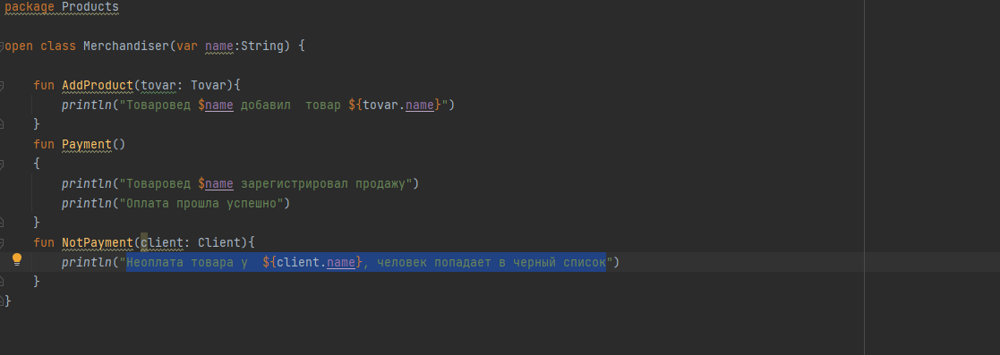 package Products
open class Merchandiser(var name:String) {
fun AddProduct(tovar: Tovar){
println("Товаровед $name добавил  товар ${tovar.name}")
}
fun Payment()
{
println("Товаровед $name зарегистрировал продажу")
println("Оплата прошла успешно")
}
fun NotPayment(client: Client){
println("Неоплата товара у  ${client.name}, человек попадает в черный список")
}
}